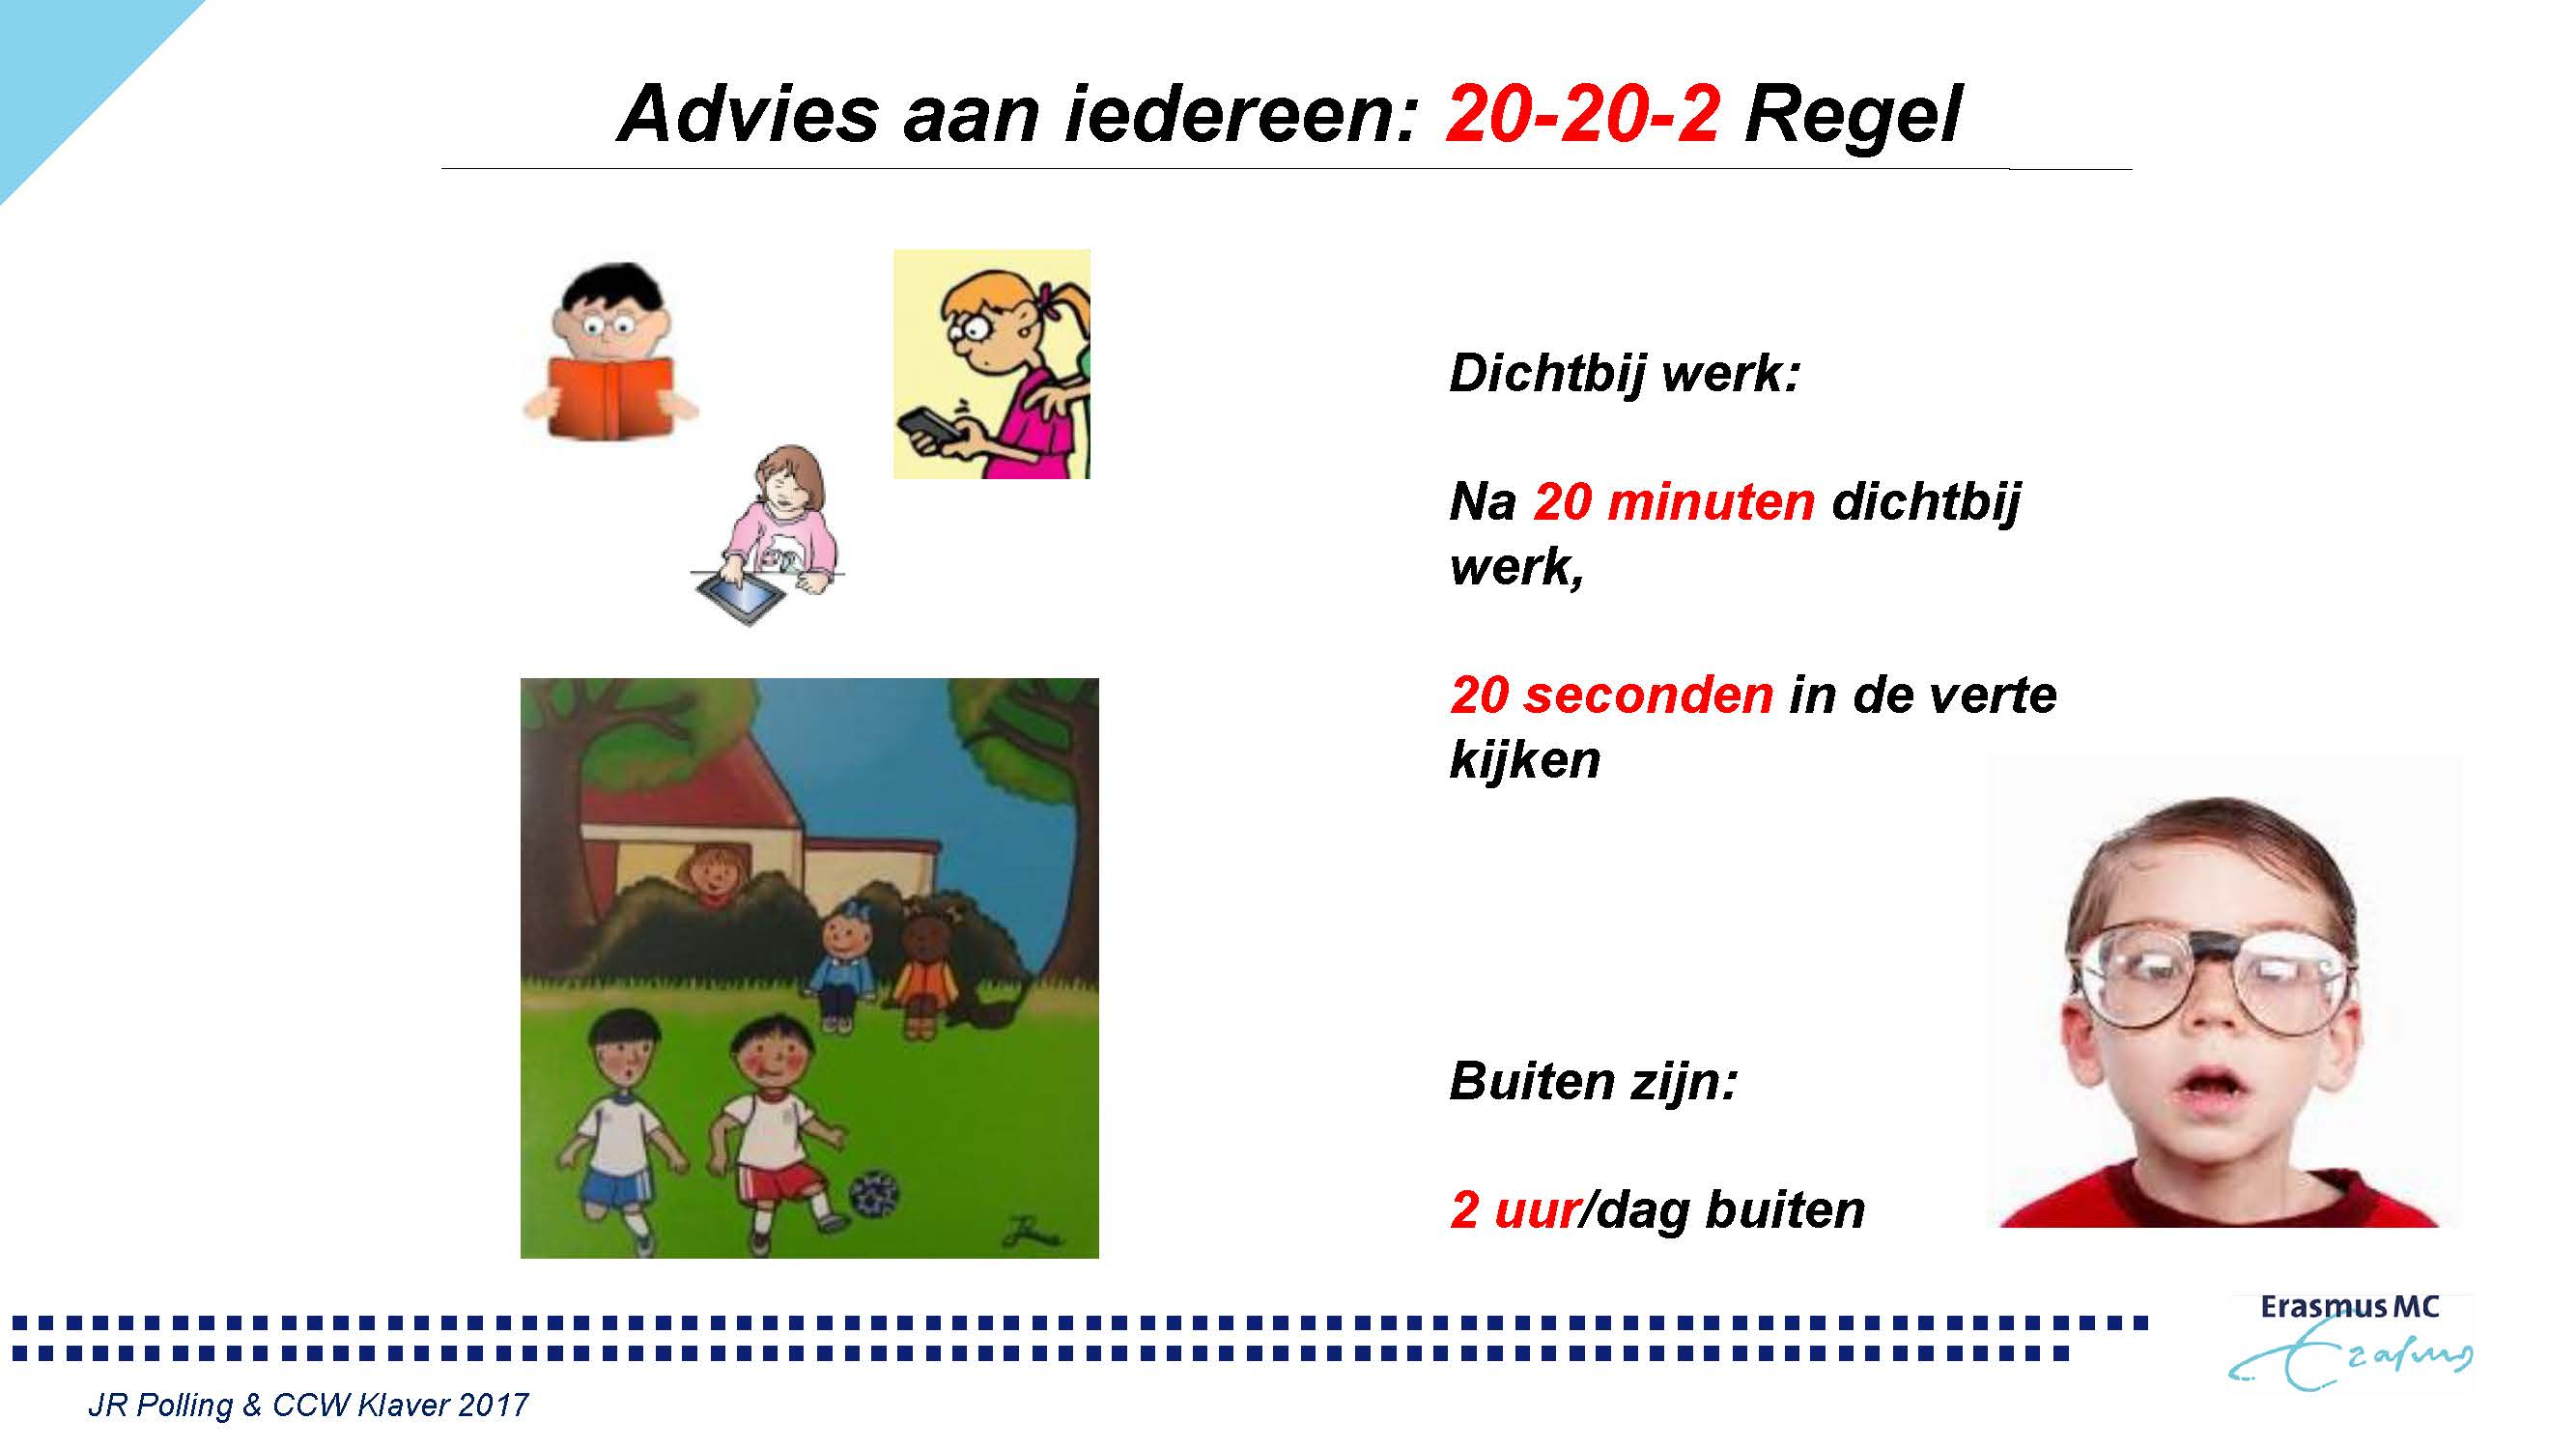 Advies aan iedereen: 20-20-2 Regel
Dichtbij werk:
Na 20 minuten dichtbij
werk,
20 seconden in de verte
kijken
Buiten zijn:
2 uur/dag buiten
Erasmus MC
Erasmus
JR Polling & CCW Klaver 2017